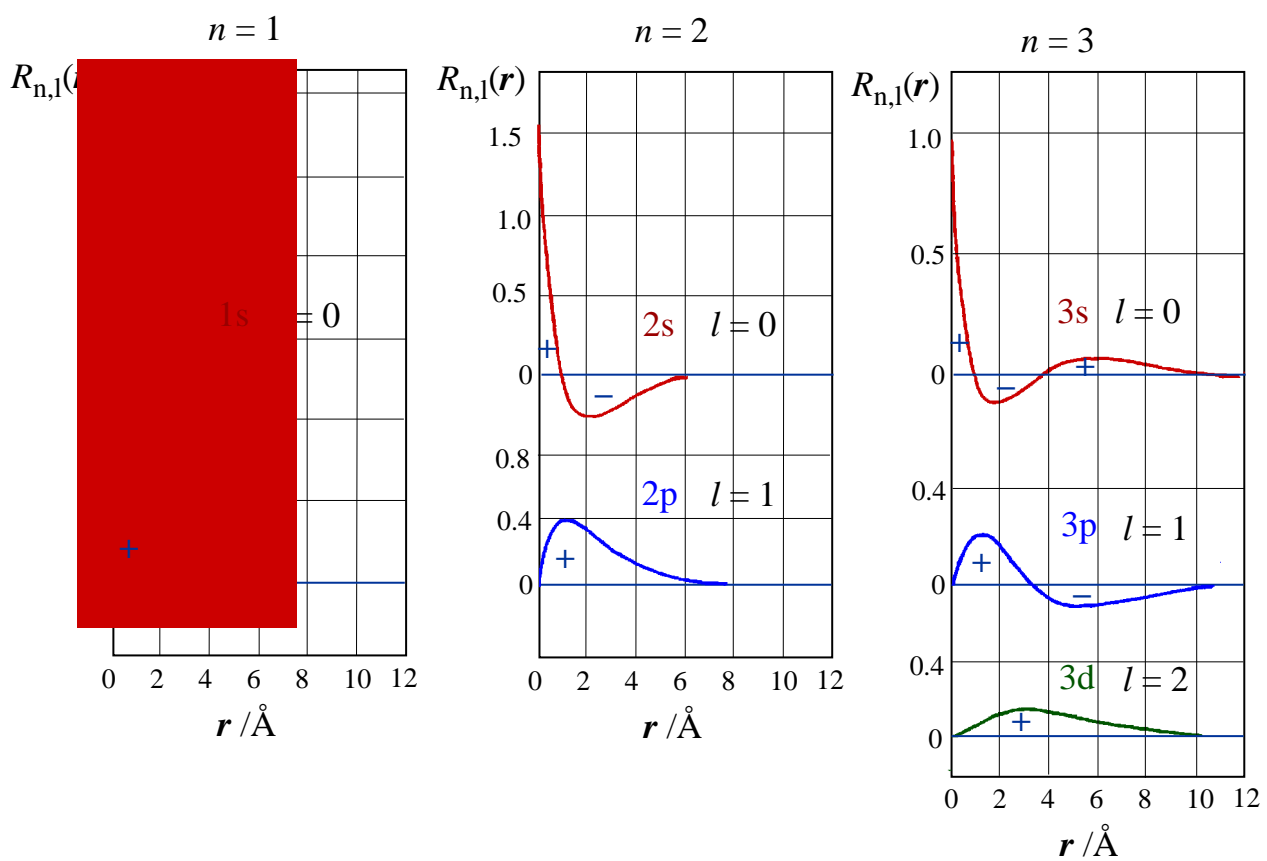 n = 1
R n,l (
1s = 0
+
0 2 4 6 8 10 12
r /Å
n = 2
R n,l (r)
1.5
1.0
0.5
2s l = 0
+
0
−
0.8
2p l = 1
0.4
+
0
0 2 4 6 8 10 12
r /Å
n = 3
R n,l (r)
1.0
0.5
3s l = 0
+
+
0
−
0.4
3p l = 1
+
0
−
0.4
3d l = 2
+
0
0 2 4 6 8 10 12
r /Å